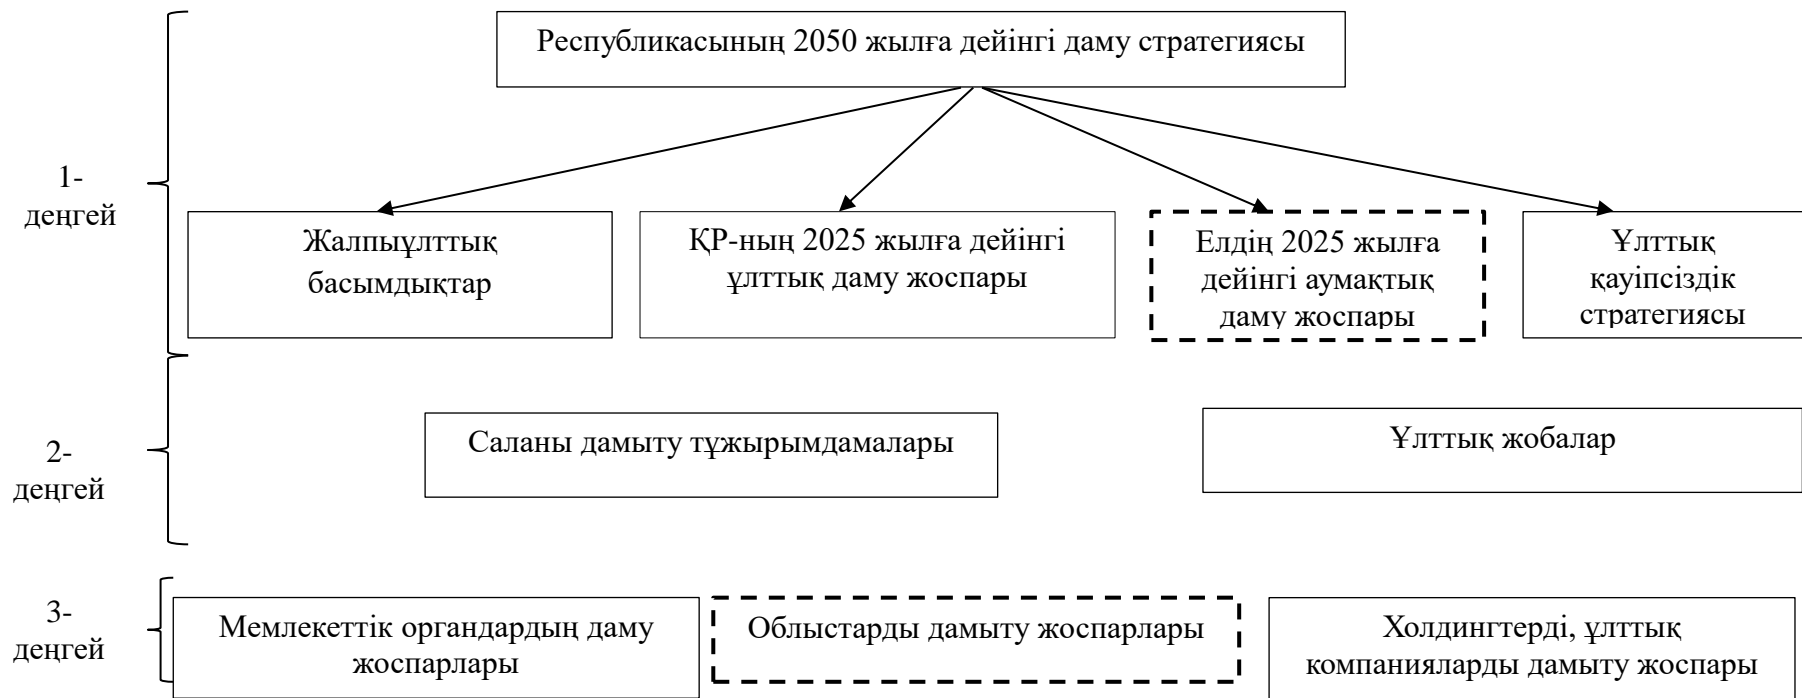 Республикасының 2050 жылға дейінгі даму стратегиясы
1-
деңгей
Жалпыұлттық
басымдықтар
ҚР-ның 2025 жылға дейінгі
ұлттық даму жоспары
Елдің 2025 жылға
дейінгі аумақтық
даму жоспары
Ұлттық
қауіпсіздік
стратегиясы
2-
деңгей
Саланы дамыту тұжырымдамалары
Ұлттық жобалар
3-
деңгей
Мемлекеттік органдардың даму
жоспарлары
Облыстарды дамыту жоспарлары
Холдингтерді, ұлттық
компанияларды дамыту жоспары